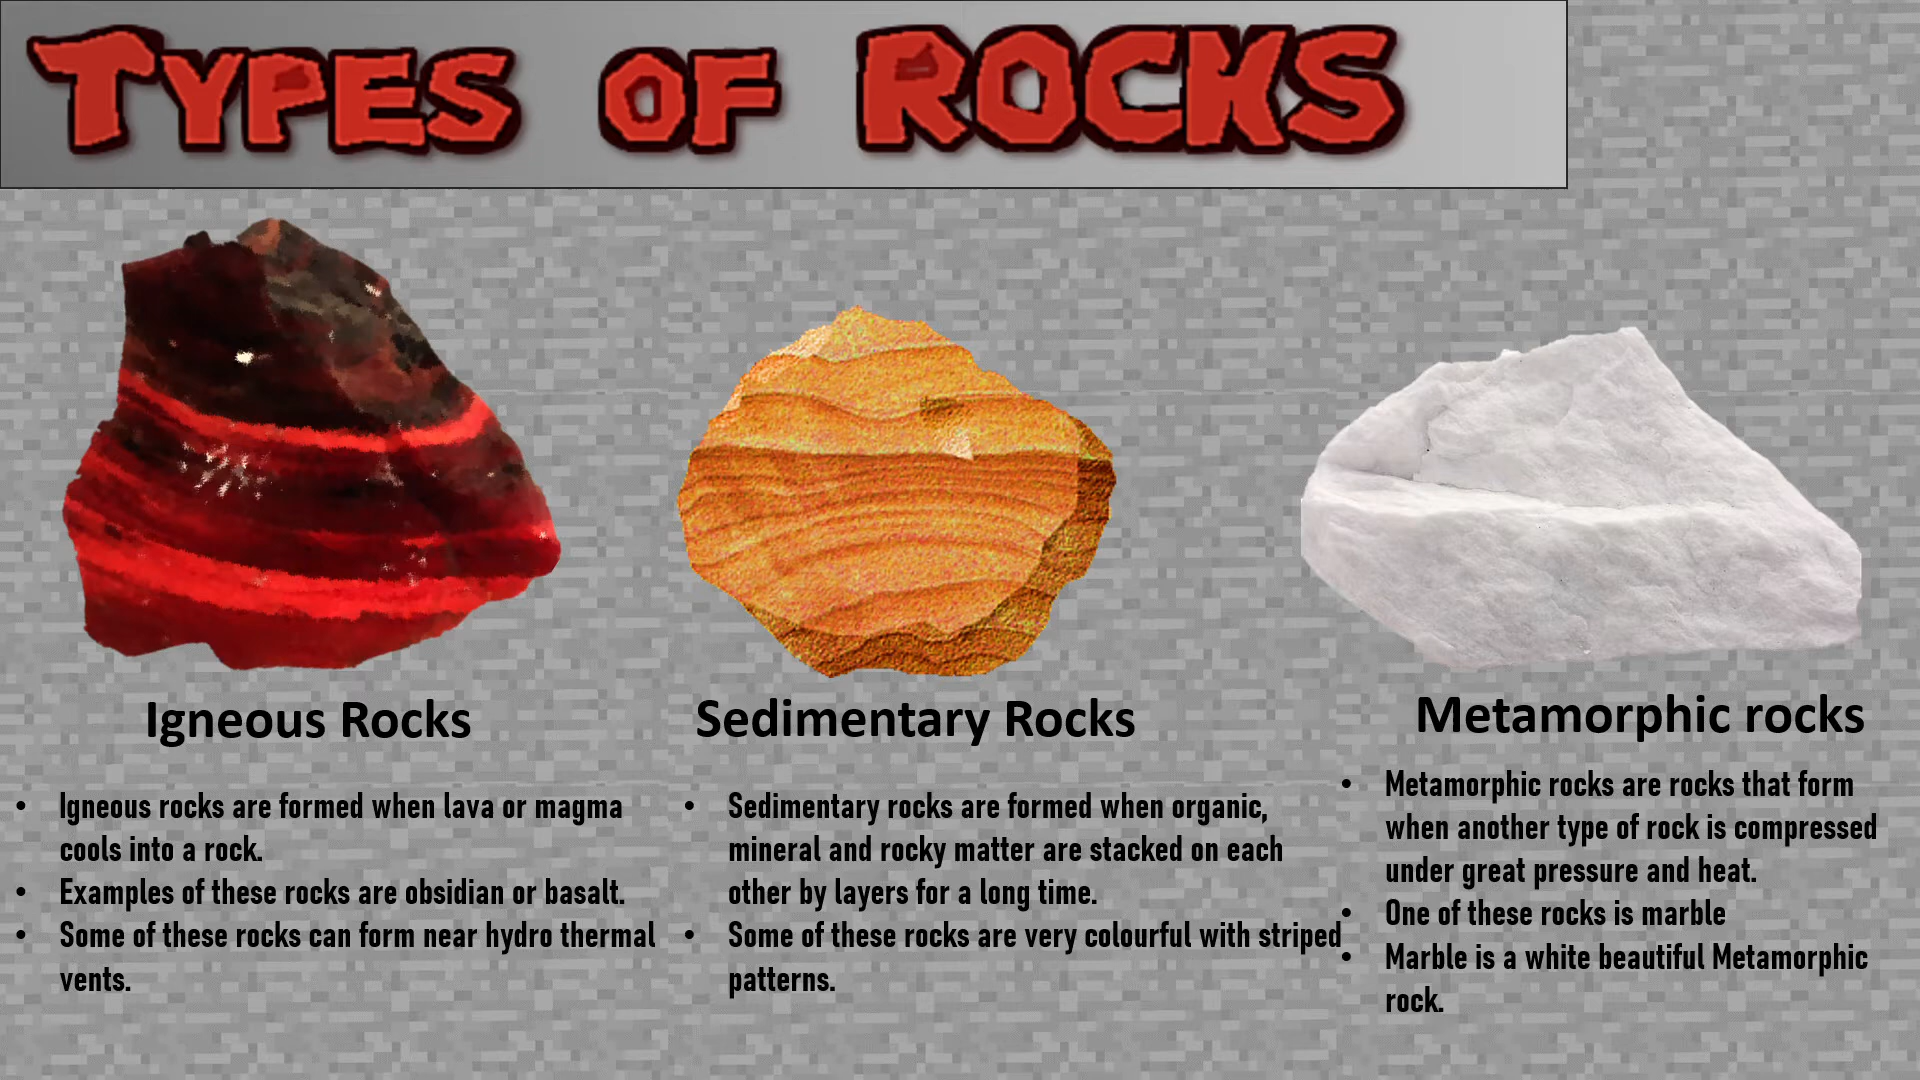 TYPES OF ROCKS
Igneous Rocks
• Igneous rocks are formed when lava or magma
cools into a rock.
• Examples of these rocks are obsidian or basalt.
• Some of these rocks can form near hydro thermal
vents.
Sedimentary Rocks
• Sedimentary rocks are formed when organic,
mineral and rocky matter are stacked on each
other by layers for a long time.
• Some of these rocks are very colourful with striped
patterns.
Metamorphic rocks
• Metamorphic rocks are rocks that form
when another type of rock is compressed
under great pressure and heat.
• One of these rocks is marble
• Marble is a white beautiful Metamorphic
rock.